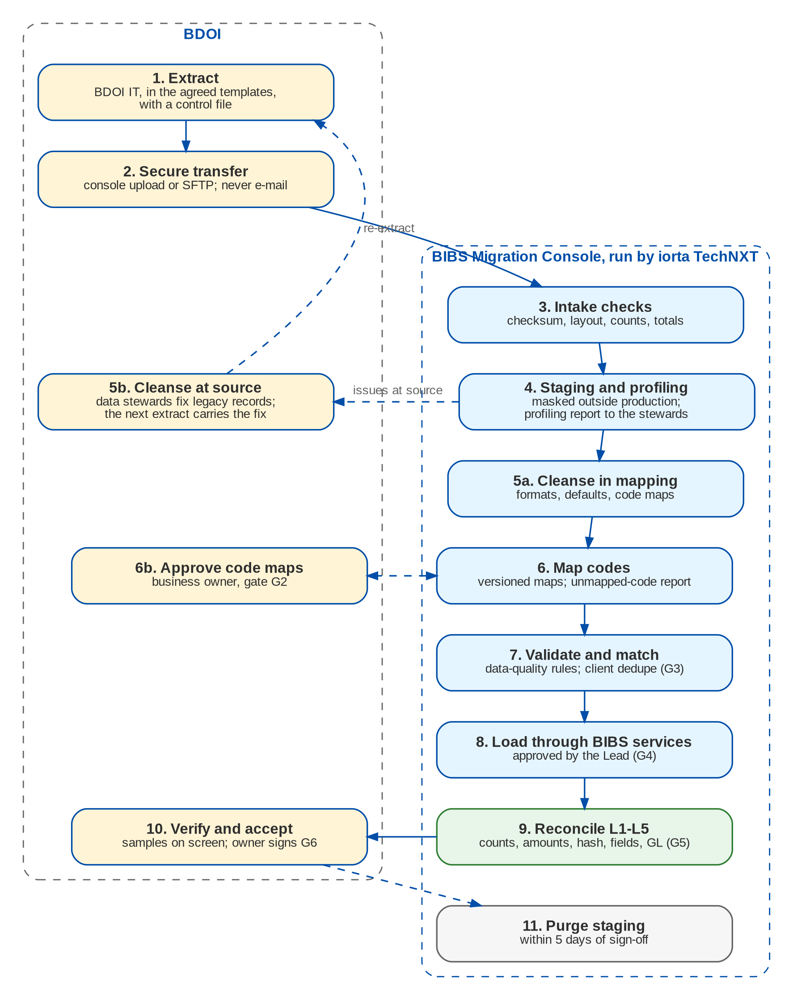 BDOI
1. Extract
BDOI IT, in the agreed templates,
with a control file
2. Secure transfer
console upload or SFTP; never e-mail
re-extract
BIBS Migration Console, run by iorta TechNXT
3. Intake checks
checksum, layout, counts, totals
5b. Cleanse at source
data stewards fix legacy records;
the next extract carries the fix
issues at source
4. Staging and profiling
masked outside production;
profiling report to the stewards
5a. Cleanse in mapping
formats, defaults, code maps
6b. Approve code maps
business owner, gate G2
6. Map codes
versioned maps; unmapped-code report
7. Validate and match
data-quality rules; client dedupe (G3)
8. Load through BIBS services
approved by the Lead (G4)
10. Verify and accept
samples on screen; owner signs G6
9. Reconcile L1-L5
counts, amounts, hash, fields, GL (G5)
11. Purge staging
within 5 days of sign-off